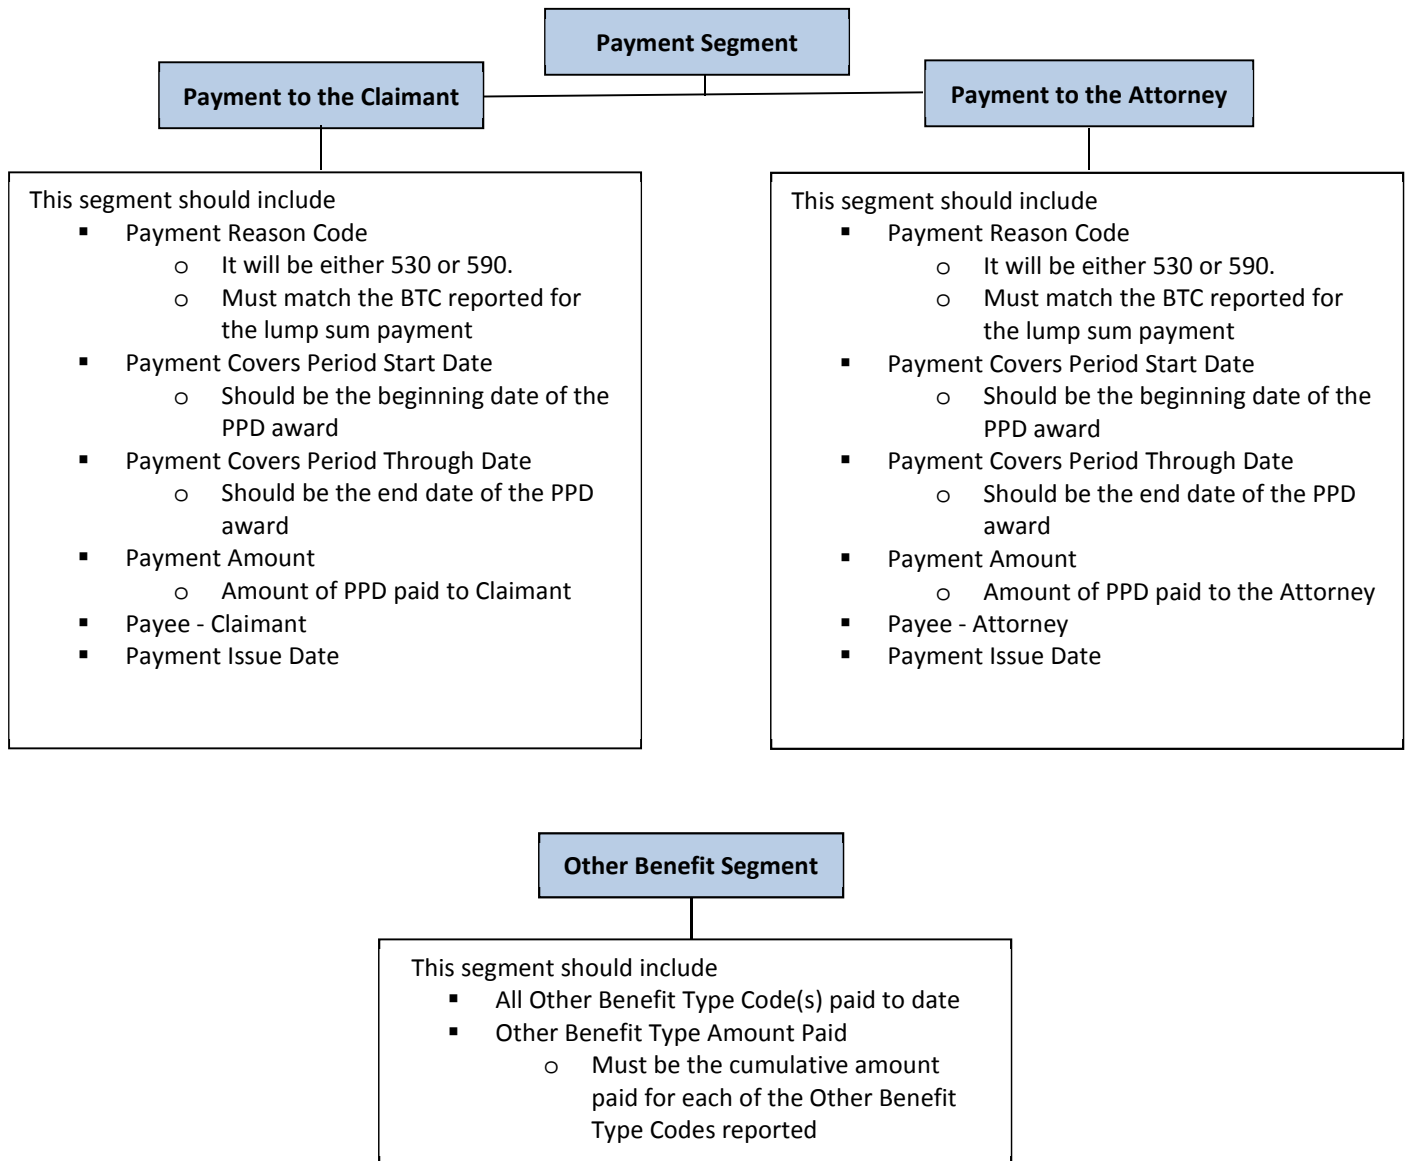 Payment Segment
Payment to the Claimant
Payment to the Attorney
This segment should include
▪ Payment Reason Code
o It will be either 530 or 590.
o Must match the BTC reported for
the lump sum payment
▪ Payment Covers Period Start Date
o Should be the beginning date of the
PPD award
▪ Payment Covers Period Through Date
o Should be the end date of the PPD
award
▪ Payment Amount
o Amount of PPD paid to Claimant
▪ Payee - Claimant
▪ Payment Issue Date
This segment should include
▪ Payment Reason Code
o It will be either 530 or 590.
o Must match the BTC reported for
the lump sum payment
▪ Payment Covers Period Start Date
o Should be the beginning date of the
PPD award
▪ Payment Covers Period Through Date
o Should be the end date of the PPD
award
▪ Payment Amount
o Amount of PPD paid to the Attorney
▪ Payee - Attorney
▪ Payment Issue Date
Other Benefit Segment
This segment should include
▪ All Other Benefit Type Code(s) paid to date
▪ Other Benefit Type Amount Paid
o Must be the cumulative amount
paid for each of the Other Benefit
Type Codes reported